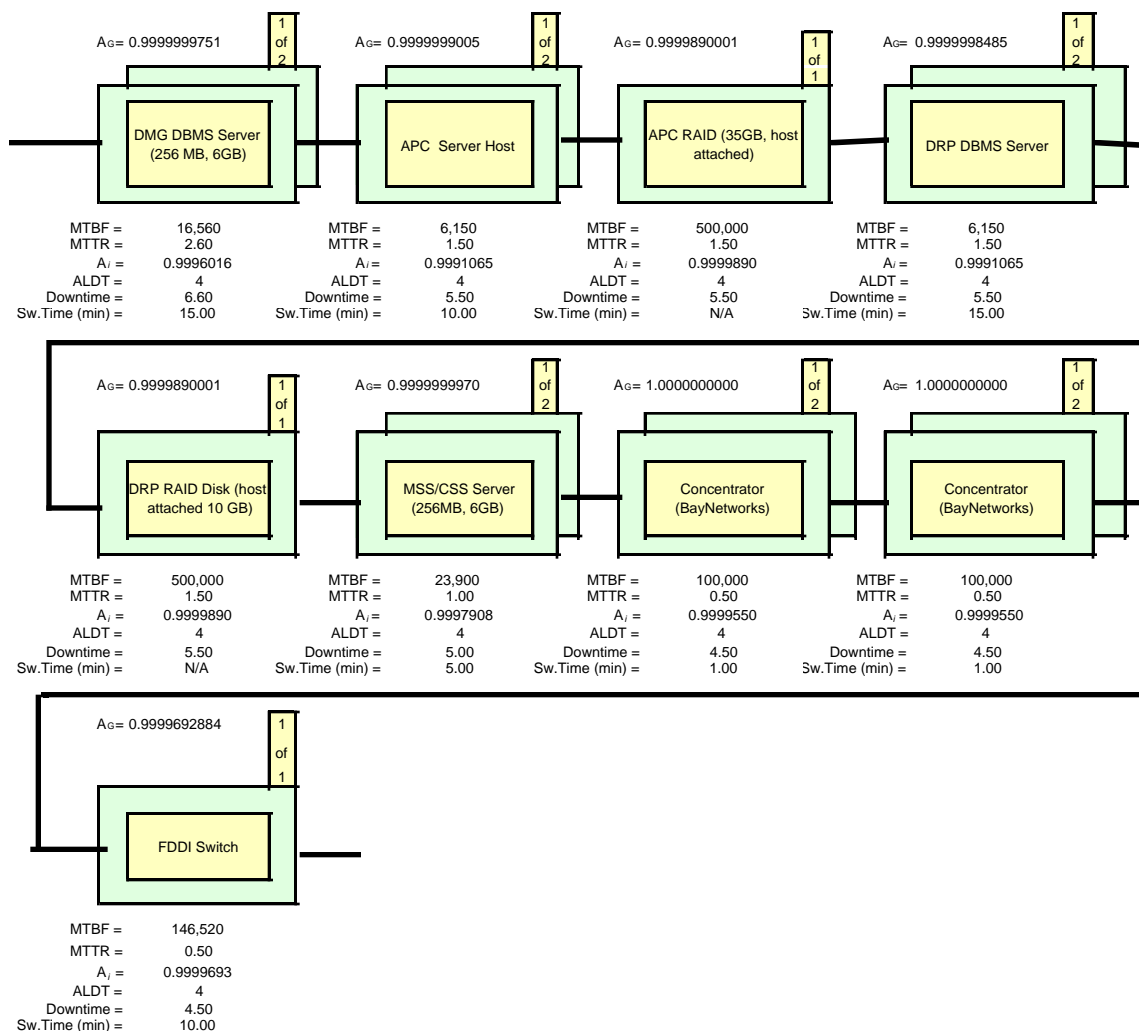 AG= 0.9999999751
1
of
2
AG= 0.9999999005
1
of
2
AG= 0.9999890001
1
of
1
AG= 0.9999998485
1
of
2
DMG DBMS Server
(256 MB, 6GB)
APC Server Host
APC RAID (35GB, host
attached)
DRP DBMS Server
MTBF = 16,560
MTTR = 2.60
Ai = 0.9996016
ALDT = 4
Downtime = 6.60
Sw.Time (min) = 15.00
MTBF = 6,150
MTTR = 1.50
Ai = 0.9991065
ALDT = 4
Downtime = 5.50
Sw.Time (min) = 10.00
MTBF = 500,000
MTTR = 1.50
Ai = 0.9999890
ALDT = 4
Downtime = 5.50
Sw.Time (min) = N/A
MTBF = 6,150
MTTR = 1.50
Ai = 0.9991065
ALDT = 4
Downtime = 5.50
Sw.Time (min) = 15.00
AG= 0.9999890001
1
of
1
AG= 0.9999999970
1
of
2
AG= 1.0000000000
1
of
2
AG= 1.0000000000
1
of
2
DRP RAID Disk (host
attached 10 GB)
MSS/CSS Server
(256MB, 6GB)
Concentrator
(BayNetworks)
Concentrator
(BayNetworks)
MTBF = 500,000
MTTR = 1.50
Ai = 0.9999890
ALDT = 4
Downtime = 5.50
Sw.Time (min) = N/A
MTBF = 23,900
MTTR = 1.00
Ai = 0.9997908
ALDT = 4
Downtime = 5.00
Sw.Time (min) = 5.00
MTBF = 100,000
MTTR = 0.50
Ai = 0.9999550
ALDT = 4
Downtime = 4.50
Sw.Time (min) = 1.00
MTBF = 100,000
MTTR = 0.50
Ai = 0.9999550
ALDT = 4
Downtime = 4.50
Sw.Time (min) = 1.00
AG= 0.9999692884
1
of
1
FDDI Switch
MTBF = 146,520
MTTR = 0.50
Ai = 0.9999693
ALDT = 4
Downtime = 4.50
Sw.Time (min) = 10.00